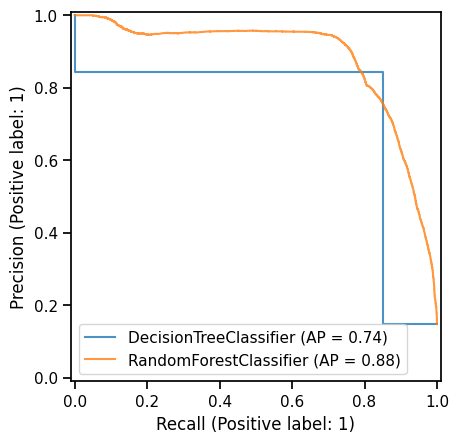 1.0
0.8
0.6
0.4
0.2
0.0
Precision (Positive label: 1)
DecisionTreeClassifier (AP = 0.74)
RandomForestClassifier (AP = 0.88)
0.0 0.2 0.4 0.6 0.8 1.0
Recall (Positive label: 1)